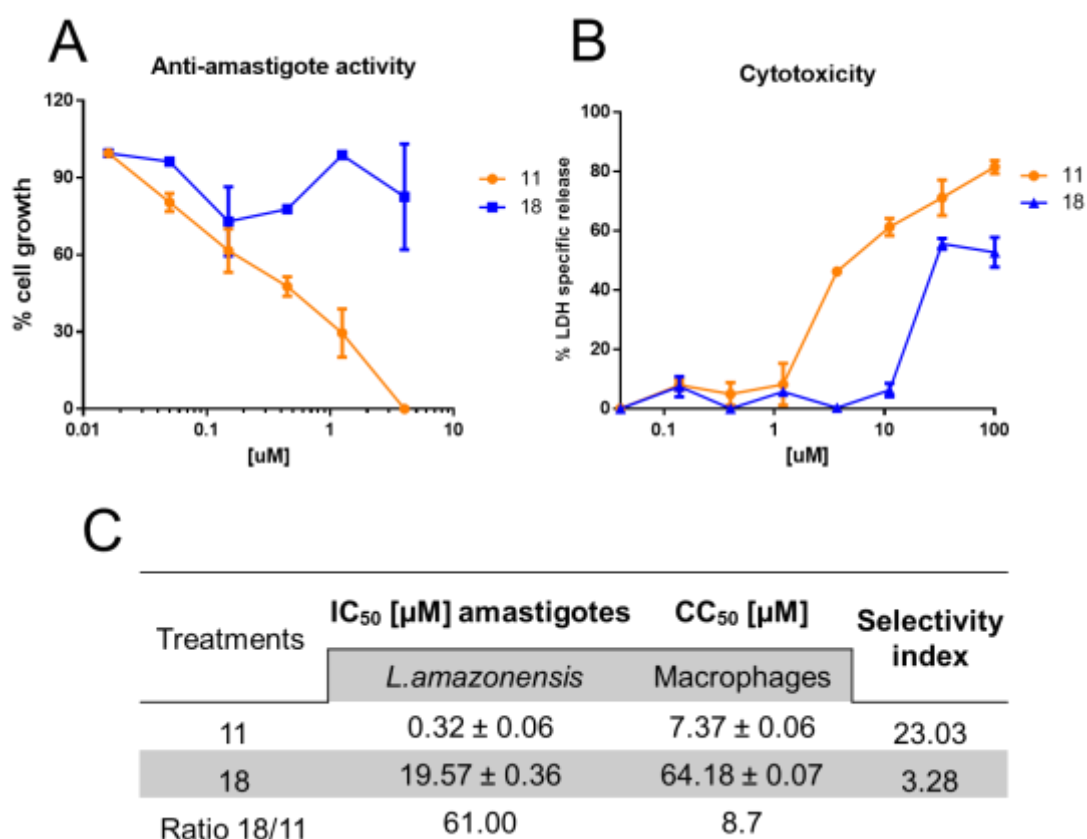 A
Anti-amastigote activity
120
90
60
30
0
% cell growth
0.01 0.1 1 10
[uM]
11
18
B
Cytotoxicity
100
80
60
40
20
0
% LDH specific release
0.1 1 10 100
[uM]
11
18
C
Treatments IC50 [µM] amastigotes CC50 [µM] Selectivity index
L.amazonensis Macrophages
11 0.32 ± 0.06 7.37 ± 0.06 23.03
18 19.57 ± 0.36 64.18 ± 0.07 3.28
Ratio 18/11 61.00 8.7